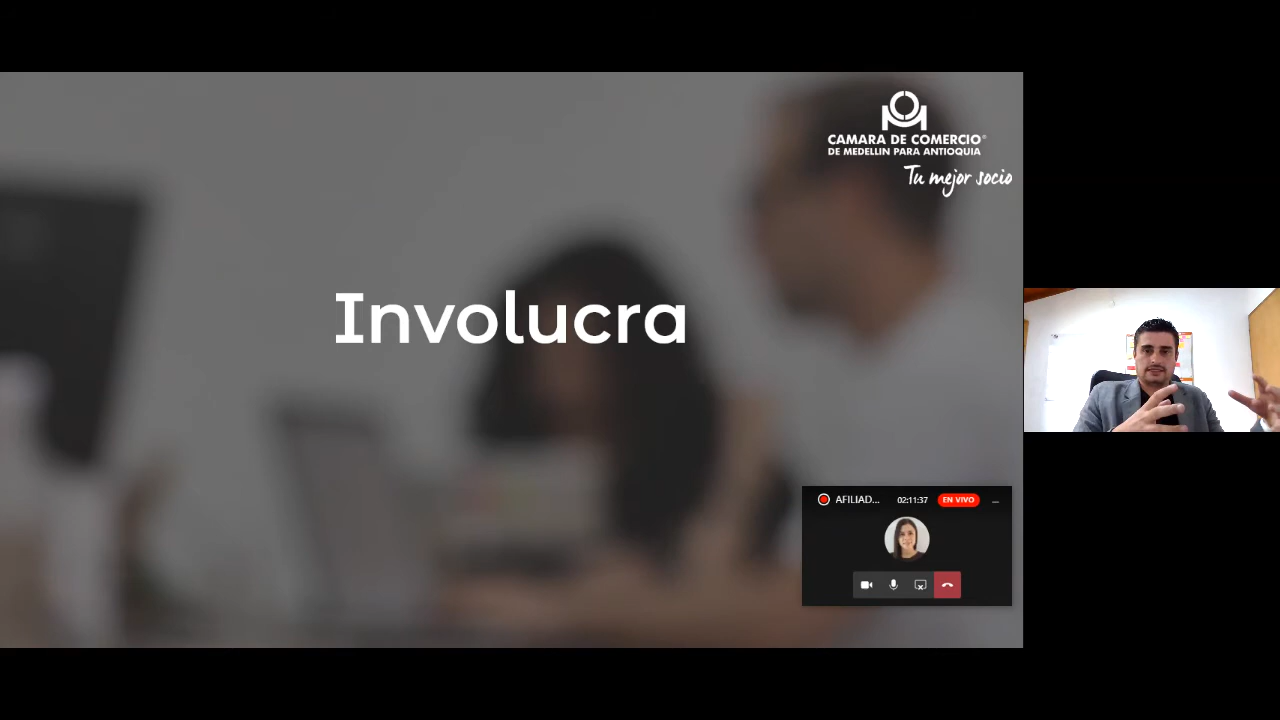 CAMARA DE COMERCIO®
DE MEDELLIN PARA ANTIOQUIA
Tu mejor socio
Involucra
AFILIAD...
02:11:37
EN VIVO